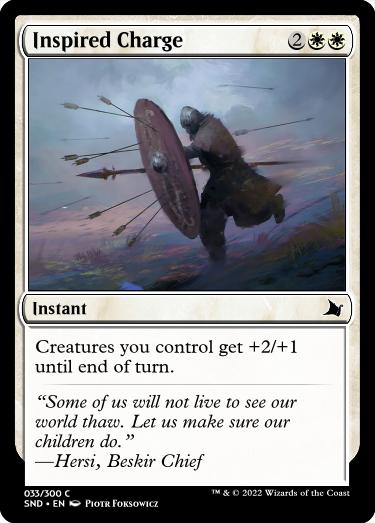 Inspired Charge 2
Instant
Creatures you control get +2/+1
until end of turn.
“Some of us will not live to see our
world thaw. Let us make sure our
children do.”
—Hersi, Beskir Chief
033/300 C
SND • EN Piotr Foksowicz
™ & © 2022 Wizards of the Coast